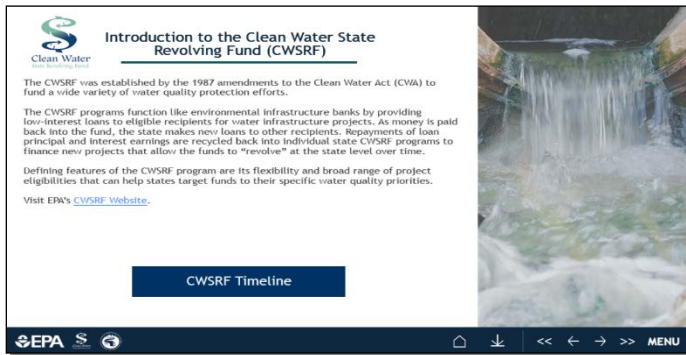 Clean Water
State Revolving Fund
Introduction to the Clean Water State
Revolving Fund (CWSRF)
The CWSRF was established by the 1987 amendments to the Clean Water Act (CWA) to
fund a wide variety of water quality protection efforts.
The CWSRF programs function like environmental infrastructure banks by providing
low-interest loans to eligible recipients for water infrastructure projects. As money is paid
back into the fund, the state makes new loans to other recipients. Repayments of loan
principal and interest earnings are recycled back into individual state CWSRF programs to
finance new projects that allow the funds to “revolve” at the state level over time.
Defining features of the CWSRF program are its flexibility and broad range of project
eligibilities that can help states target funds to their specific water quality priorities.
Visit EPA's CWSRF Website.
CWSRF Timeline
EPA
<< ← → >> MENU